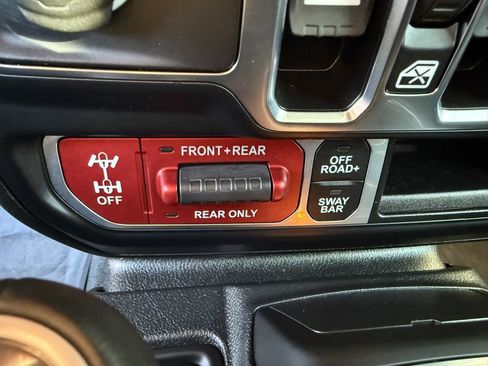 FRONT+REAR
OFF
REAR ONLY
OFF
ROAD+
SWAY
BAR